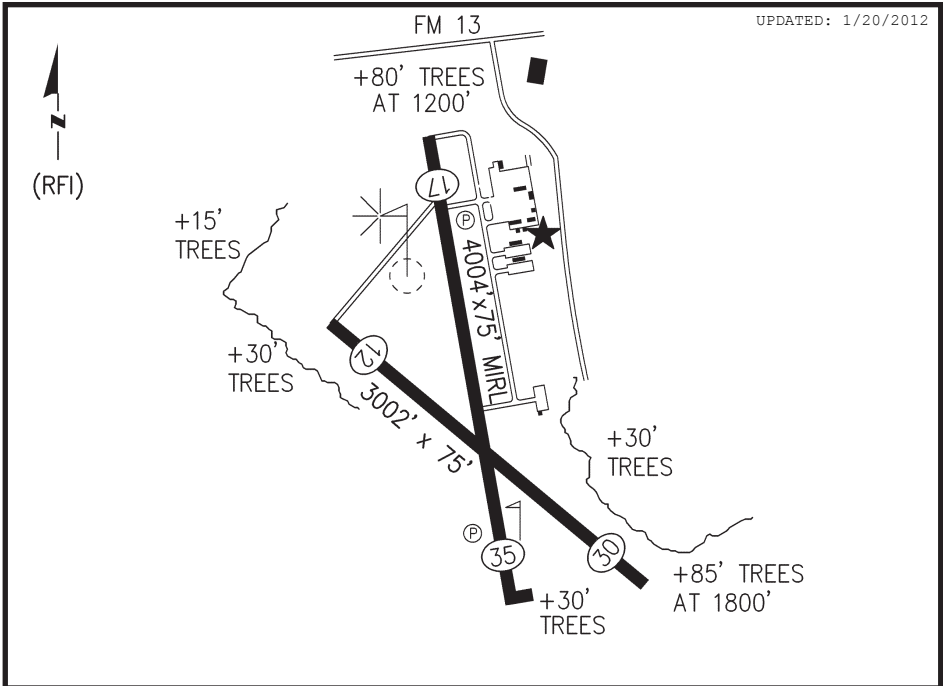 UPDATED: 1/20/2012
FM 13
+80' TREES
AT 1200'
N
(RFI)
17
+15'
TREES
P
4004'x75' MIRL
+30'
TREES
12
3002' x 75'
+30'
TREES
P
35
30
+85' TREES
AT 1800'
+30'
TREES